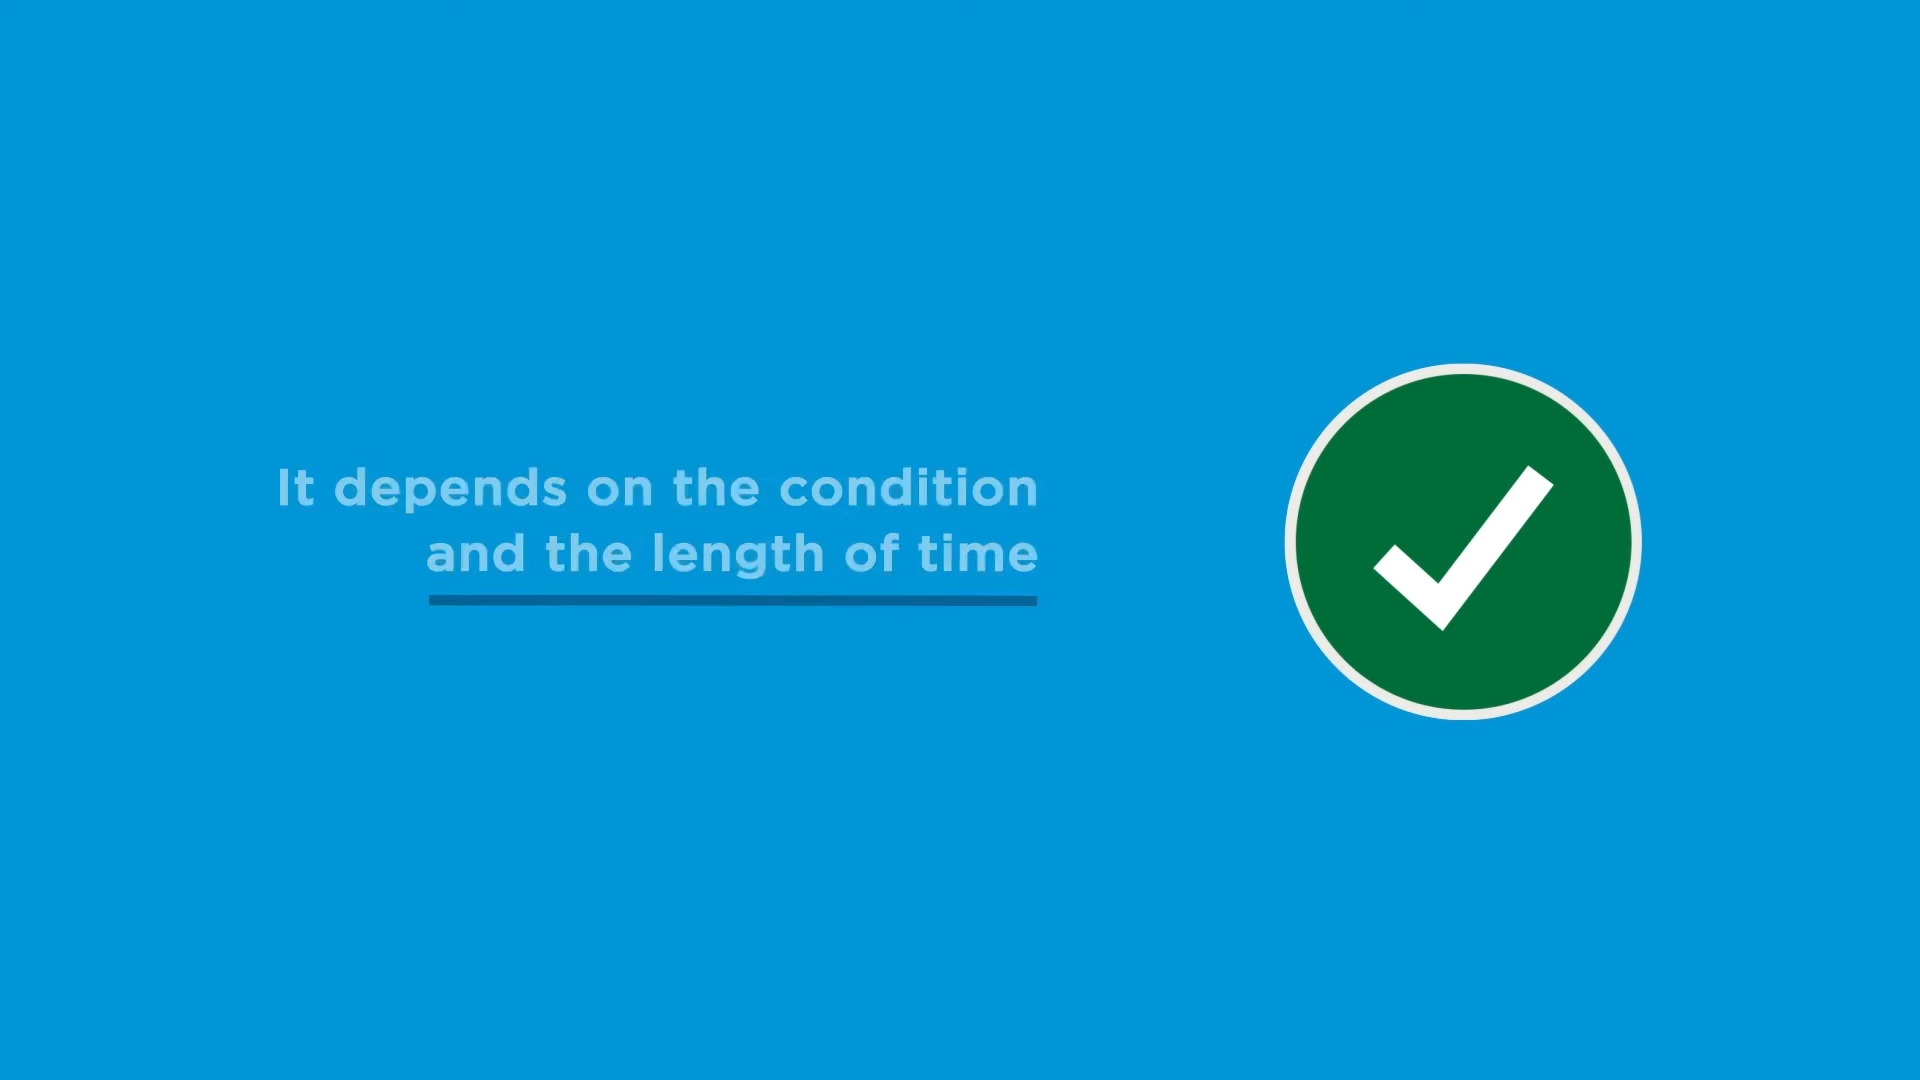 It depends on the condition
and the length of time